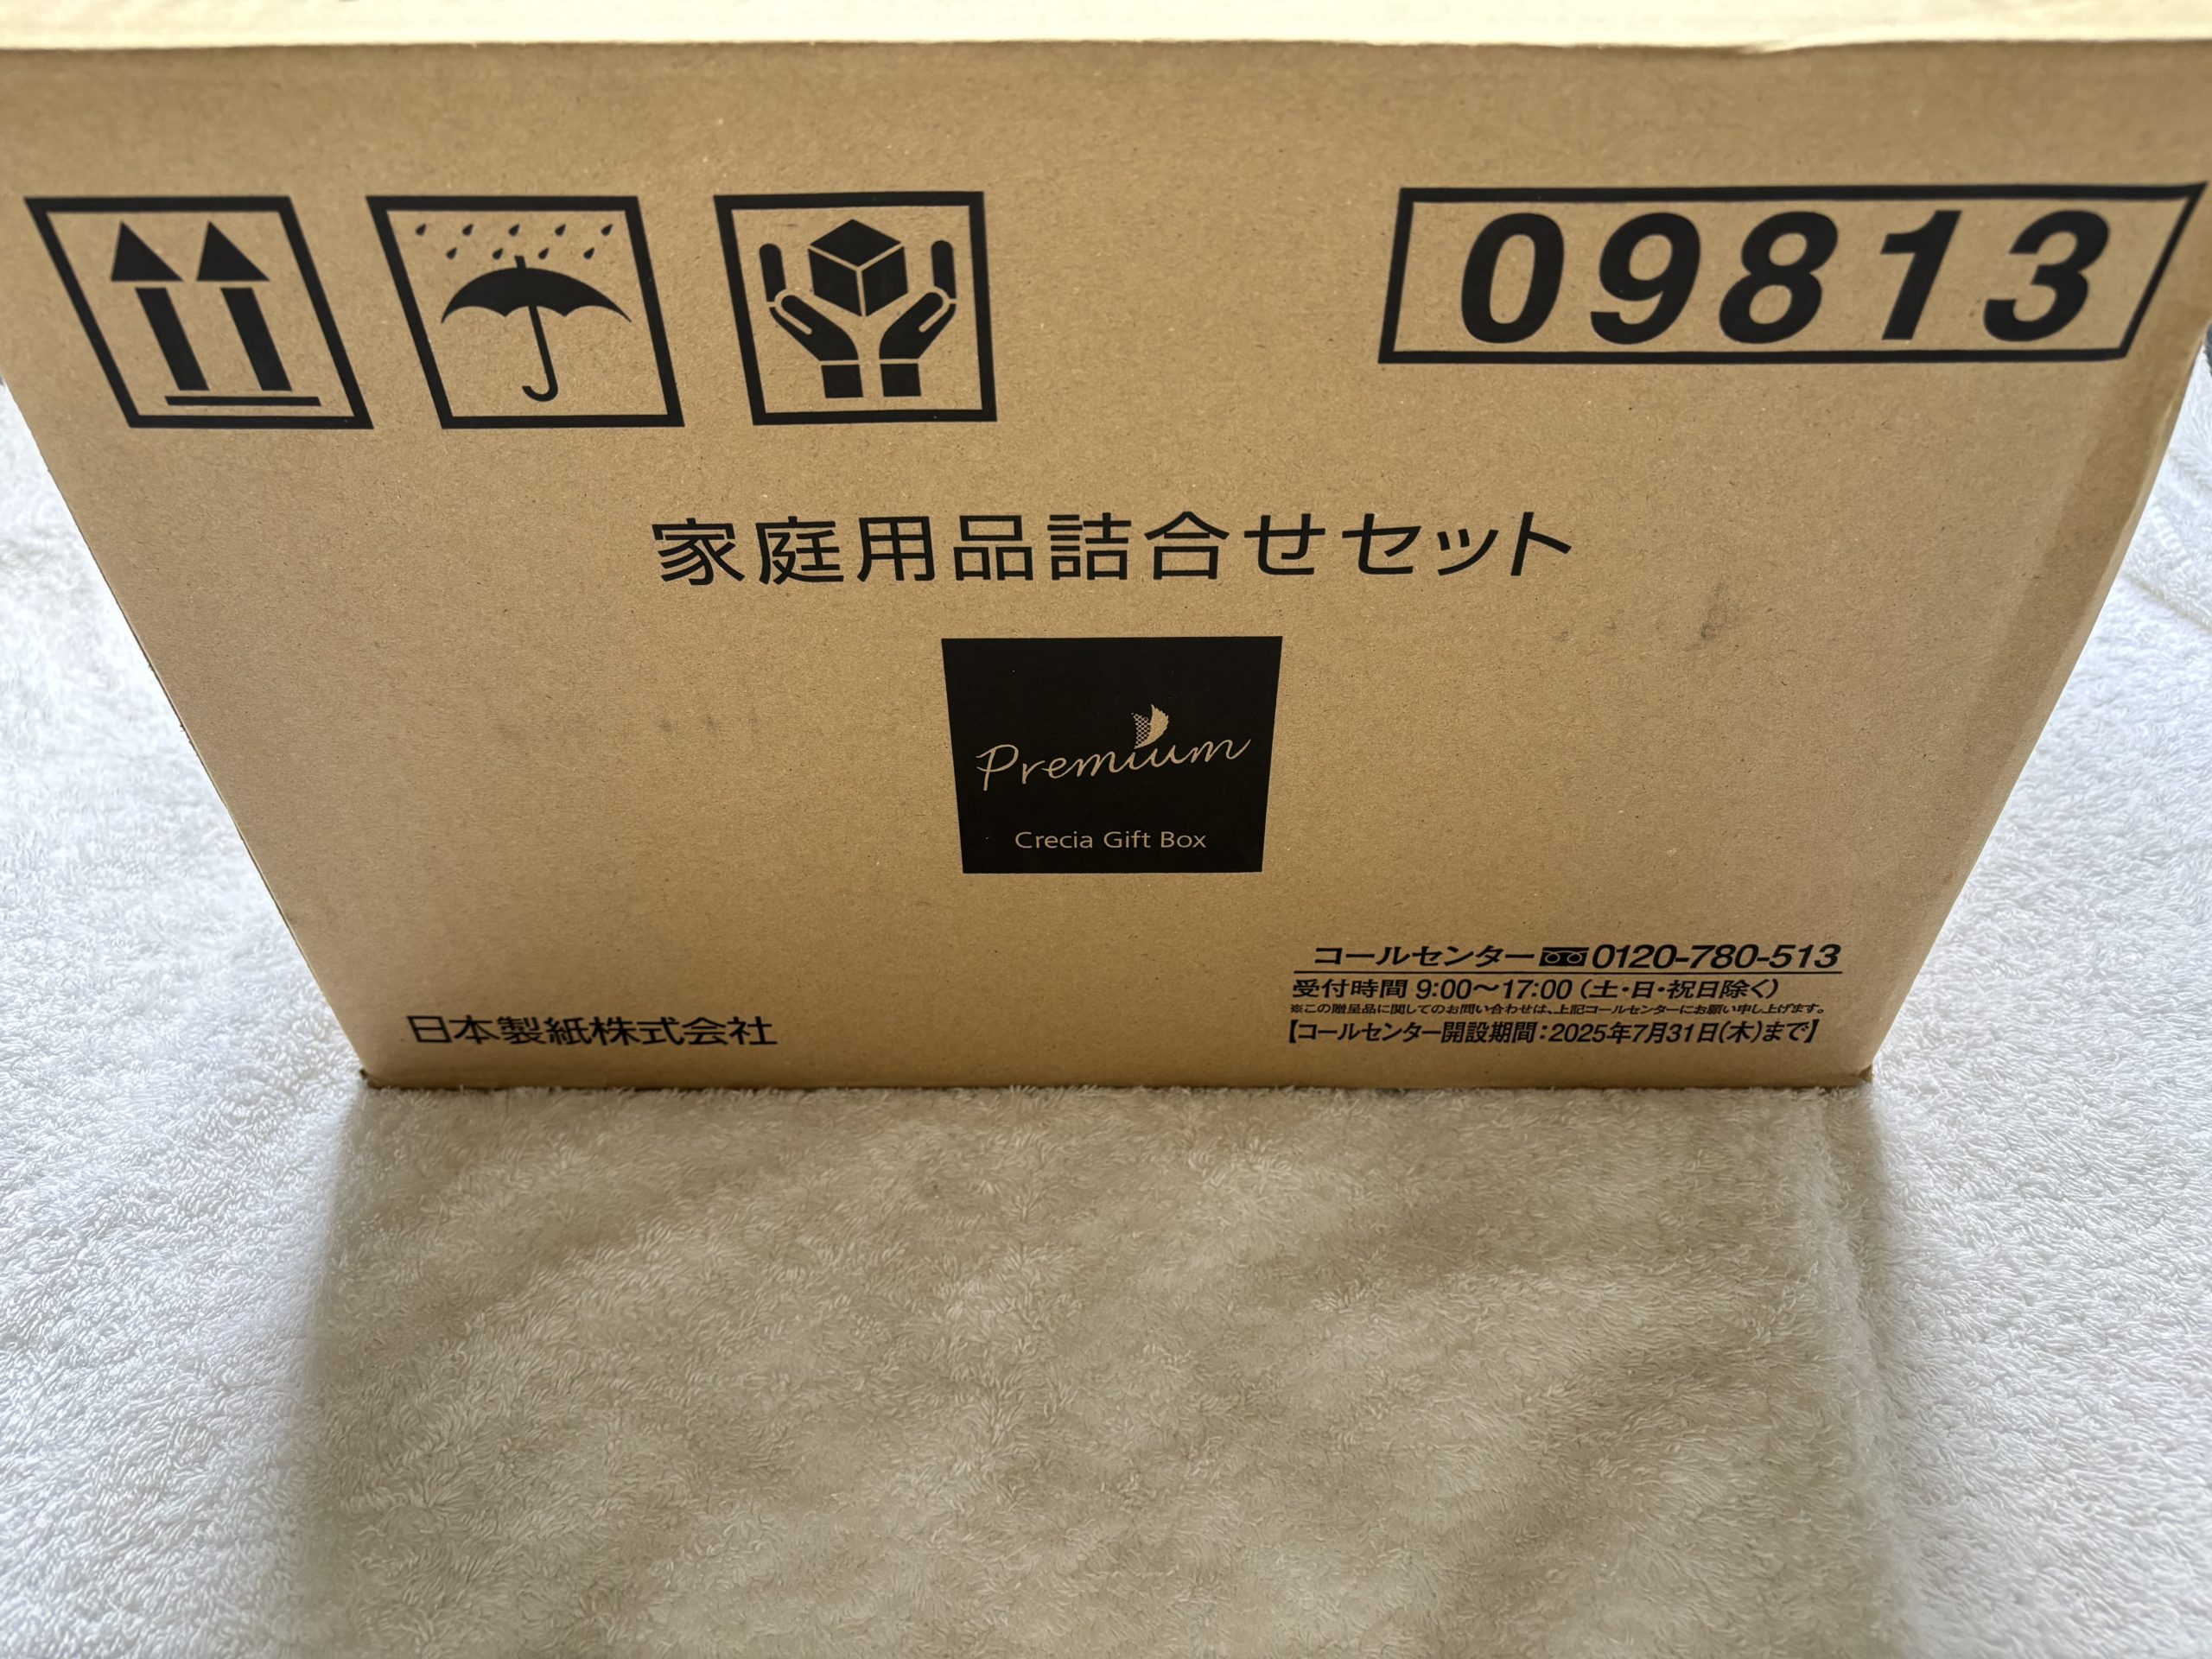 09813
家庭用品詰合せセット
Premium
Crecia Gift Box
日本製紙株式会社
コールセンター 0120-780-513
受付時間 9:00～17:00（土・日・祝日除く）
※この贈呈品に関してのお問い合わせは、上記コールセンターにお願い申し上げます。
【コールセンター開設期間：2025年7月31日（木）まで】